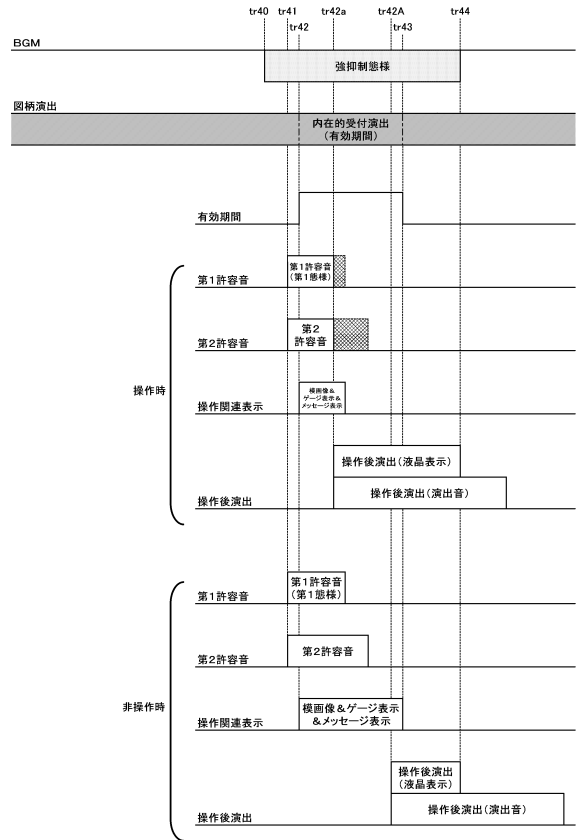 tr40
tr41
tr42
tr42a
tr42A
tr43
tr44
BGM
強抑制態様
図柄演出
内在的受付演出
(有効期間)
有効期間
操作時
第1許容音
第1許容音
(第1態様)
第2許容音
第2
許容音
操作関連表示
模画像&
ゲージ表示&
メッセージ表示
操作後演出
操作後演出(液晶表示)
操作後演出(演出音)
非操作時
第1許容音
第1許容音
(第1態様)
第2許容音
第2許容音
操作関連表示
模画像&ゲージ表示
&メッセージ表示
操作後演出
操作後演出
(液晶表示)
操作後演出(演出音)